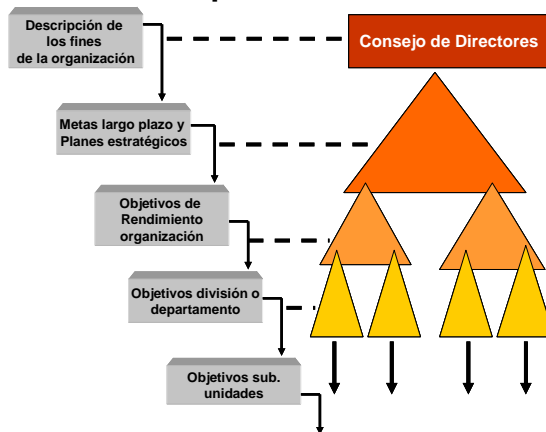 Descripción de
los fines
de la organización
Consejo de Directores
Metas largo plazo y
Planes estratégicos
Objetivos de
Rendimiento
organización
Objetivos división o
departamento
Objetivos sub.
unidades